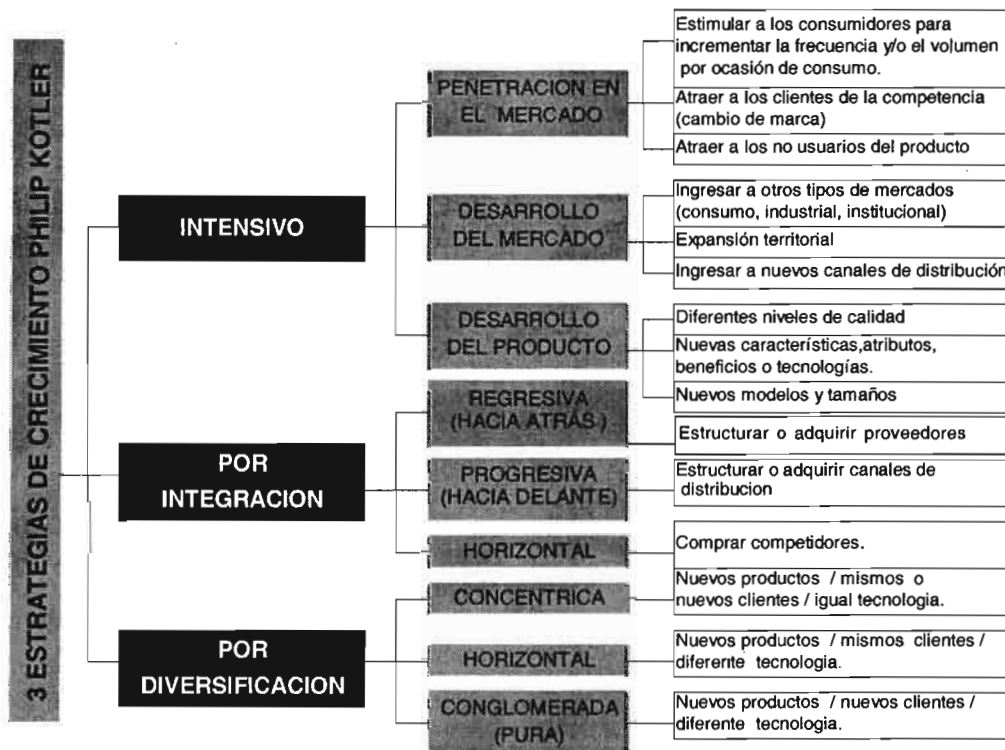 3 ESTRATEGIAS DE CRECIMIENTO PHILIP KOTLER
INTENSIVO
PENETRACION EN
EL MERCADO
Estimular a los consumidores para
incrementar la frecuencia y/o el volumen
por ocasión de consumo.
Atraer a los clientes de la competencia
(cambio de marca)
Atraer a los no usuarios del producto
DESARROLLO
DEL MERCADO
Ingresar a otros tipos de mercados
(consumo, industrial, institucional)
Expansión territorial
Ingresar a nuevos canales de distribución
DESARROLLO
DEL PRODUCTO
Diferentes niveles de calidad
Nuevas características,atributos,
beneficios o tecnologías.
Nuevos modelos y tamaños
POR
INTEGRACION
REGRESIVA
(HACIA ATRÁS )
Estructurar o adquirir proveedores
PROGRESIVA
(HACIA DELANTE)
Estructurar o adquirir canales de
distribucion
HORIZONTAL
Comprar competidores.
POR
DIVERSIFICACION
CONCENTRICA
Nuevos productos / mismos o
nuevos clientes / igual tecnologia.
HORIZONTAL
Nuevos productos / mismos clientes /
diferente tecnologia.
CONGLOMERADA
(PURA)
Nuevos productos / nuevos clientes /
diferente tecnologia.